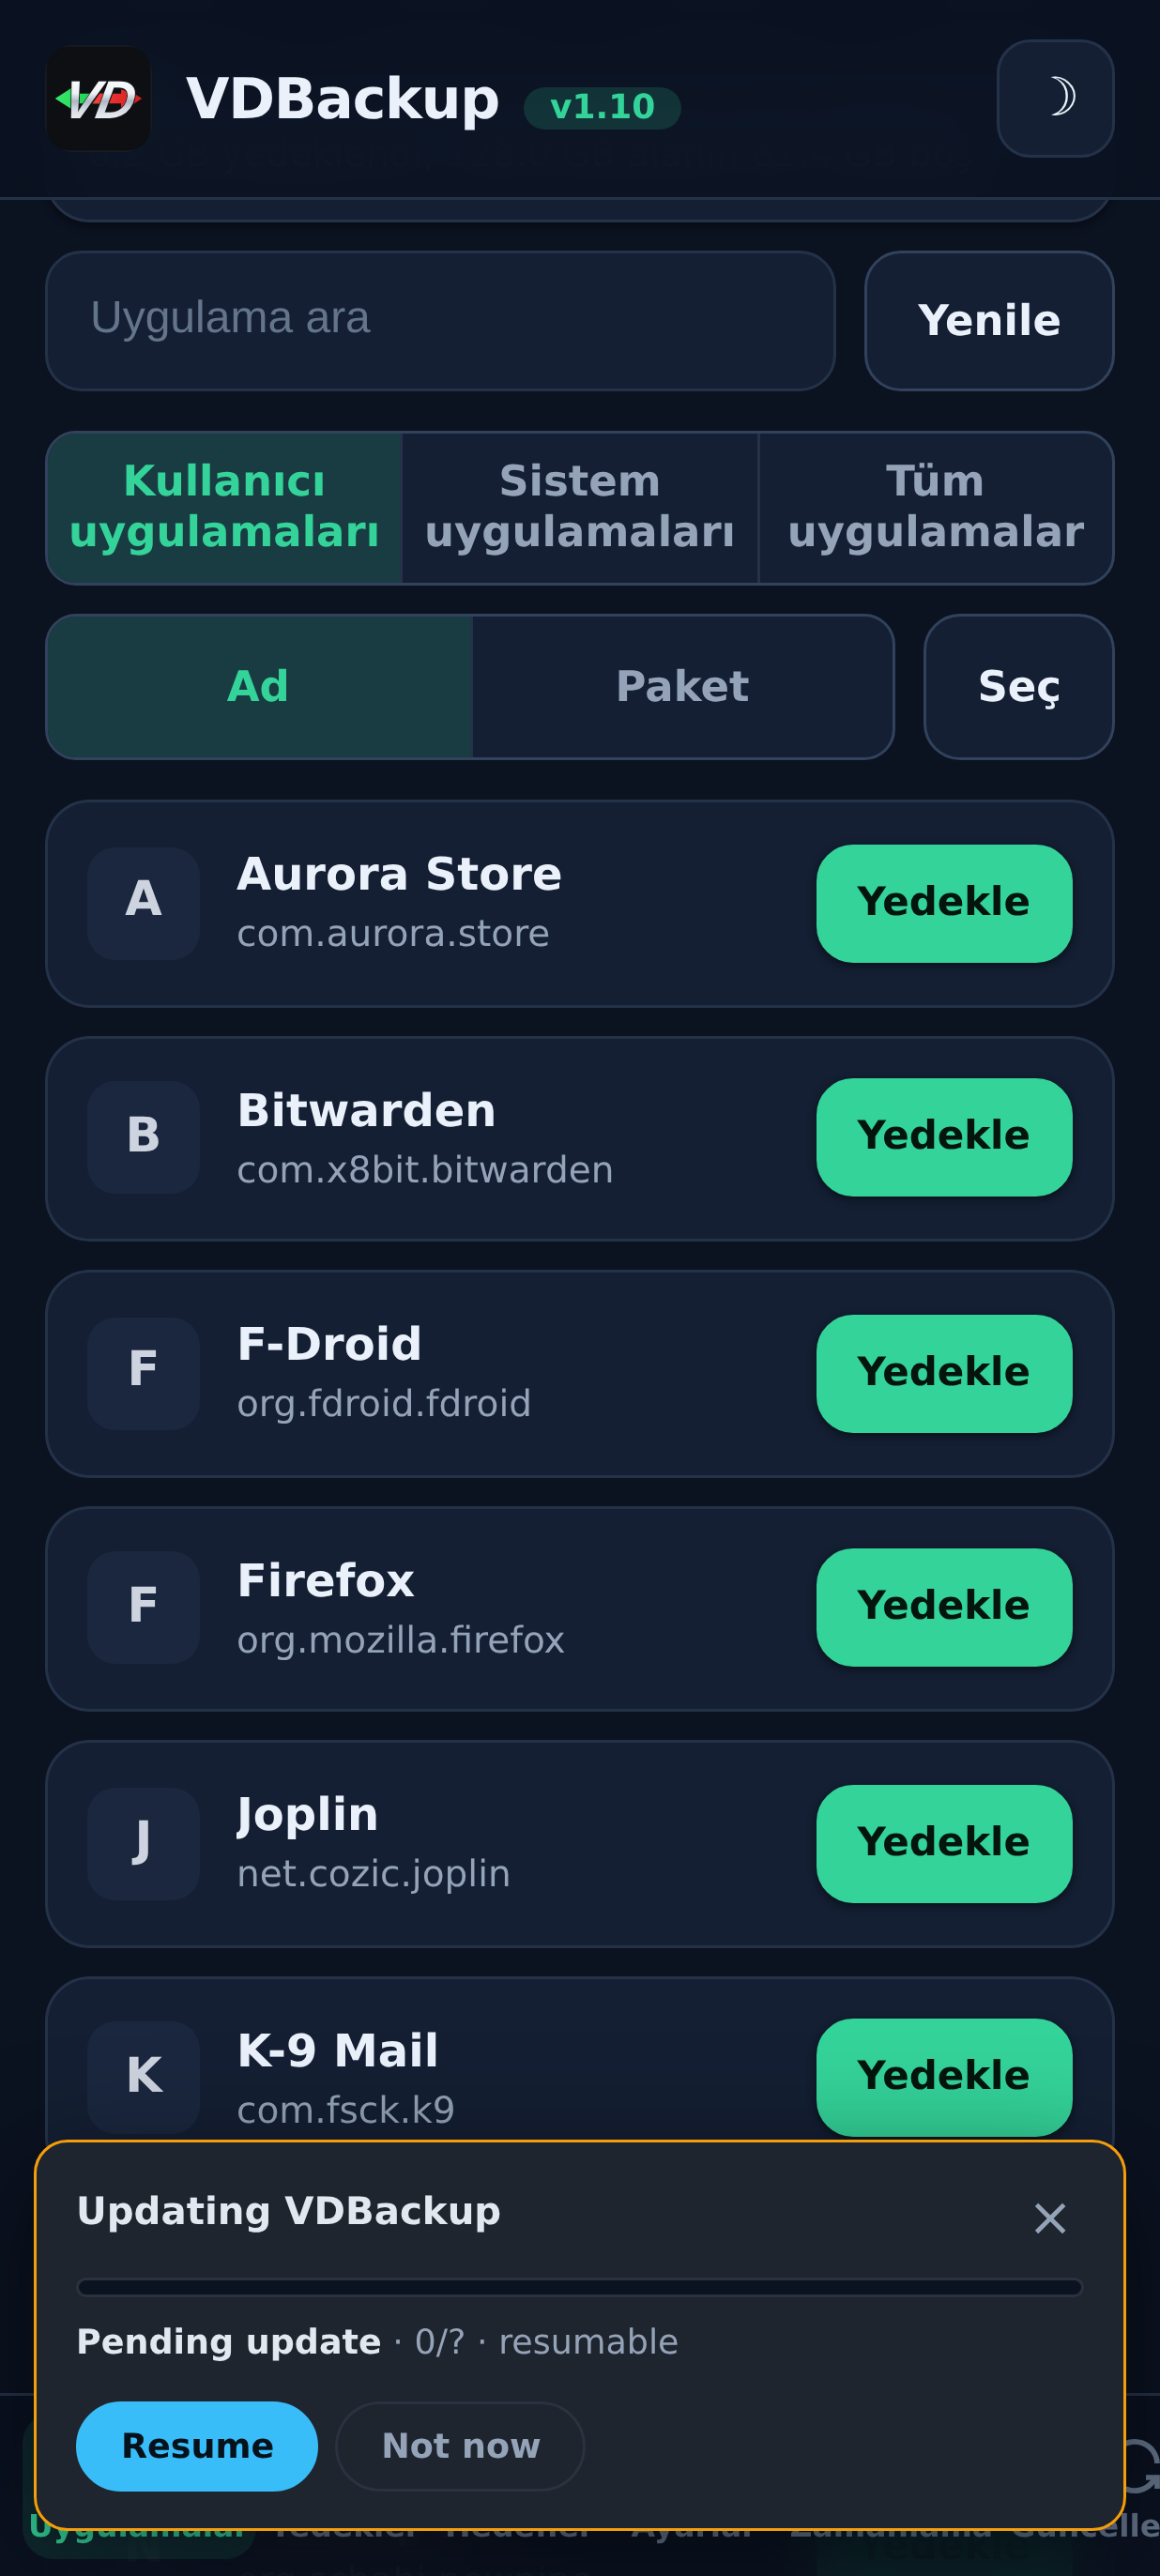 VD
VDBackup v1.10
Uygulama ara
Yenile
Kullanıcı uygulamaları
Sistem uygulamaları
Tüm uygulamalar
Ad
Paket
Seç
A
Aurora Store
com.aurora.store
Yedekle
B
Bitwarden
com.x8bit.bitwarden
Yedekle
F
F-Droid
org.fdroid.fdroid
Yedekle
F
Firefox
org.mozilla.firefox
Yedekle
J
Joplin
net.cozic.joplin
Yedekle
K
K-9 Mail
com.fsck.k9
Yedekle
Updating VDBackup
×
Pending update · 0/? · resumable
Resume
Not now
Uygulamalar